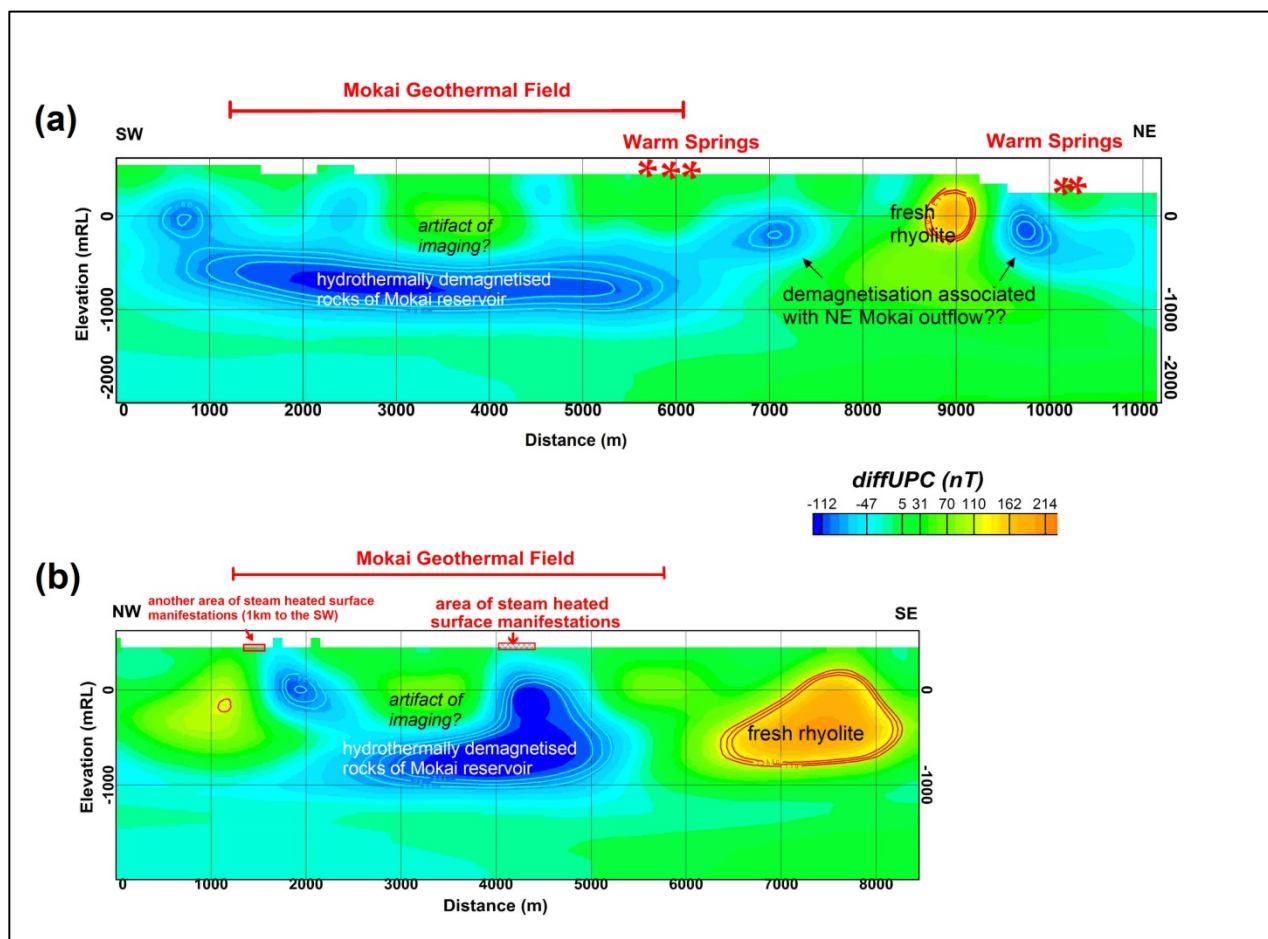 Mokai Geothermal Field
(a)
SW
NE
Warm Springs
Warm Springs
***
**
0
-1000
-2000
Elevation (mRL)
artifact of
imaging?
hydrothermally demagnetised
rocks of Mokai reservoir
fresh
rhyolite
demagnetisation associated
with NE Mokai outflow??
0
-1000
-2000
0 1000 2000 3000 4000 5000 6000 7000 8000 9000 10000 11000
Distance (m)
diffUPC (nT)
-112 -47 5 31 70 110 162 214
(b)
Mokai Geothermal Field
NW
another area of steam heated surface
manifestations (1km to the SW)
area of steam heated
surface manifestations
SE
0
-1000
Elevation (mRL)
artifact of
imaging?
hydrothermally demagnetised
rocks of Mokai reservoir
fresh rhyolite
0
-1000
0 1000 2000 3000 4000 5000 6000 7000 8000
Distance (m)